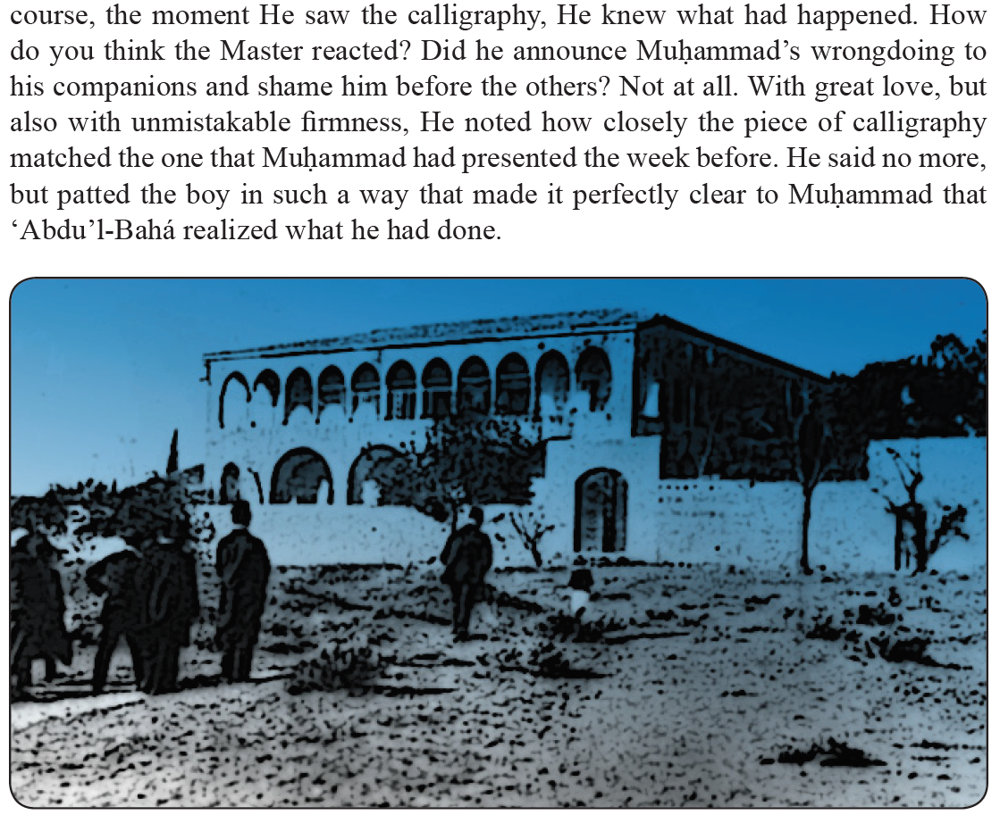 course, the moment He saw the calligraphy, He knew what had happened. How
do you think the Master reacted? Did he announce Muḥammad’s wrongdoing to
his companions and shame him before the others? Not at all. With great love, but
also with unmistakable firmness, He noted how closely the piece of calligraphy
matched the one that Muḥammad had presented the week before. He said no more,
but patted the boy in such a way that made it perfectly clear to Muḥammad that
‘Abdu’l-Bahá realized what he had done.